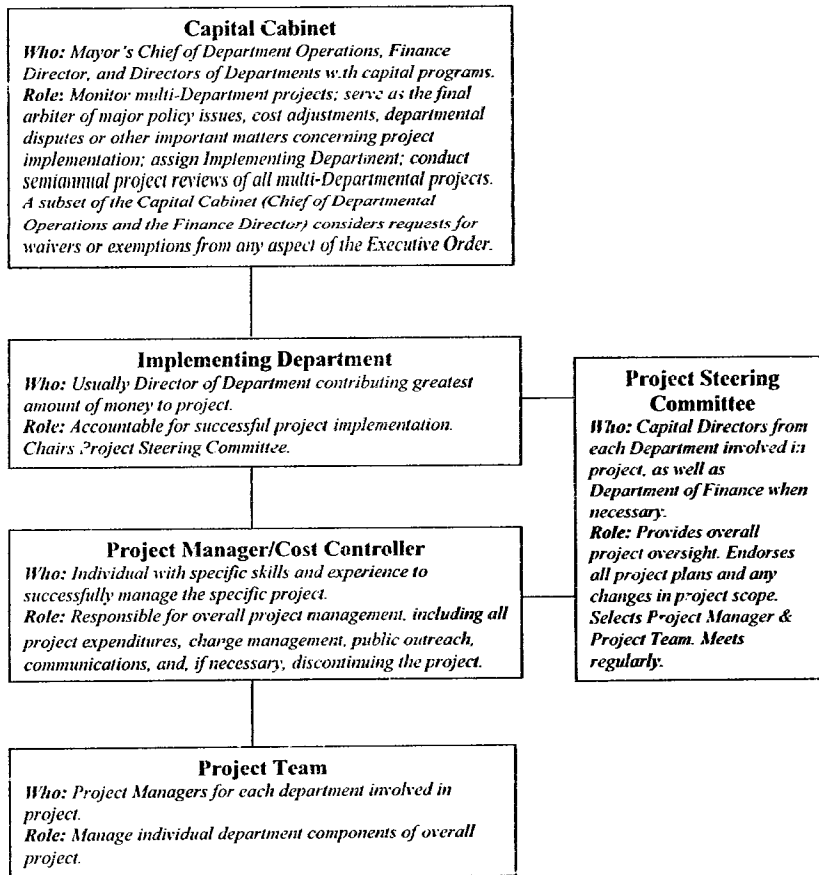 Capital Cabinet
Who: Mayor's Chief of Department Operations, Finance
Director, and Directors of Departments with capital programs.
Role: Monitor multi-Department projects; serve as the final
arbiter of major policy issues, cost adjustments, departmental
disputes or other important matters concerning project
implementation; assign Implementing Department; conduct
semiannual project reviews of all multi-Departmental projects.
A subset of the Capital Cabinet (Chief of Departmental
Operations and the Finance Director) considers requests for
waivers or exemptions from any aspect of the Executive Order.
Implementing Department
Who: Usually Director of Department contributing greatest
amount of money to project.
Role: Accountable for successful project implementation.
Chairs Project Steering Committee.
Project Steering
Committee
Who: Capital Directors from
each Department involved in
project, as well as
Department of Finance when
necessary.
Role: Provides overall
project oversight. Endorses
all project plans and any
changes in project scope.
Selects Project Manager &
Project Team. Meets
regularly.
Project Manager/Cost Controller
Who: Individual with specific skills and experience to
successfully manage the specific project.
Role: Responsible for overall project management, including all
project expenditures, change management, public outreach,
communications, and, if necessary, discontinuing the project.
Project Team
Who: Project Managers for each department involved in
project.
Role: Manage individual department components of overall
project.